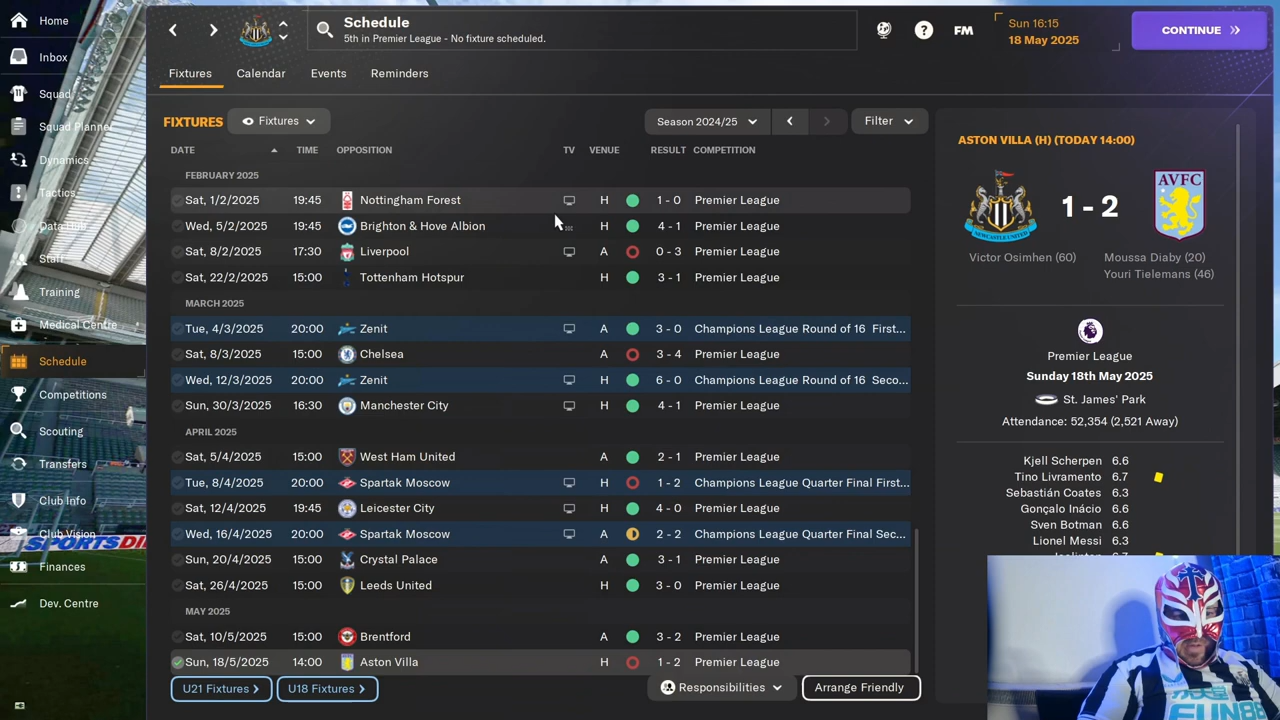 Home
Inbox
Squad
Squad Planner
Dynamics
Tactics
Data Hub
Staff
Training
Medical Centre
Schedule
Competitions
Scouting
Transfers
Club Info
Club Vision
SPORTS DI
Finances
Dev. Centre
Schedule
5th in Premier League - No fixture scheduled.
?
FM
Sun 16:15
18 May 2025
CONTINUE
Fixtures Calendar Events Reminders
FIXTURES Fixtures Season 2024/25 Filter
DATE TIME OPPOSITION TV VENUE RESULT COMPETITION
FEBRUARY 2025
Sat, 1/2/2025 19:45 Nottingham Forest H 1 - 0 Premier League
Wed, 5/2/2025 19:45 Brighton & Hove Albion H 4 - 1 Premier League
Sat, 8/2/2025 17:30 Liverpool A 0 - 3 Premier League
Sat, 22/2/2025 15:00 Tottenham Hotspur H 3 - 1 Premier League
MARCH 2025
Tue, 4/3/2025 20:00 Zenit A 3 - 0 Champions League Round of 16 First...
Sat, 8/3/2025 15:00 Chelsea A 3 - 4 Premier League
Wed, 12/3/2025 20:00 Zenit H 6 - 0 Champions League Round of 16 Seco...
Sun, 30/3/2025 16:30 Manchester City H 4 - 1 Premier League
APRIL 2025
Sat, 5/4/2025 15:00 West Ham United H 2 - 1 Premier League
Tue, 8/4/2025 20:00 Spartak Moscow H 1 - 2 Champions League Quarter Final First...
Sat, 12/4/2025 19:45 Leicester City H 4 - 0 Premier League
Wed, 16/4/2025 20:00 Spartak Moscow A 2 - 2 Champions League Quarter Final Sec...
Sun, 20/4/2025 15:00 Crystal Palace A 3 - 1 Premier League
Sat, 26/4/2025 15:00 Leeds United H 3 - 0 Premier League
MAY 2025
Sat, 10/5/2025 15:00 Brentford A 3 - 2 Premier League
Sun, 18/5/2025 14:00 Aston Villa H 1 - 2 Premier League
U21 Fixtures U18 Fixtures Responsibilities Arrange Friendly
ASTON VILLA (H) (TODAY 14:00)
AVFC
NEWCASTLE UNITED
1 - 2
Victor Osimhen (60) Moussa Diaby (20)
Youri Tielemans (46)
Premier League
Sunday 18th May 2025
St. James' Park
Attendance: 52,354 (2,521 Away)
Kjell Scherpen 6.6
Tino Livramento 6.7
Sebastián Coates 6.3
Gonçalo Inácio 6.6
Sven Botman 6.6
Lionel Messi 6.3
FUN88